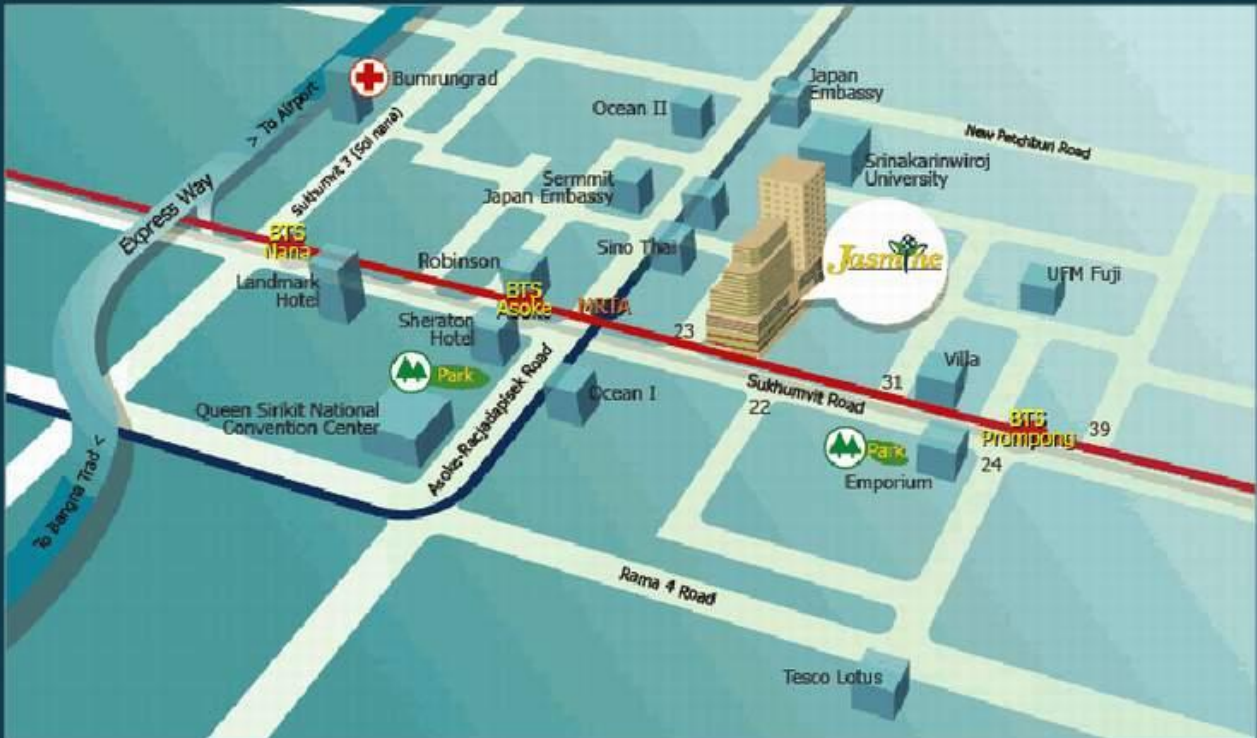 Bumrungrad
> To Airport
Sukhumvit 3 (Soi nana)
Express Way
Japan
Embassy
Ocean II
New Petchburi Road
Srinakarinwiroj
University
Sermmit
Japan Embassy
Sino Thai
Jasmine
UFM Fuji
BTS
Nana
Robinson
Landmark
Hotel
BTS
Asoke
MRTA
Sheraton
Hotel
23
Park
Ocean I
Asoke-Racjadapisek Road
Queen Sirikit National
Convention Center
Sukhumvit Road
22
31
Villa
BTS
Prompong
39
24
Park
Emporium
To Bangna Trad <
Rama 4 Road
Tesco Lotus